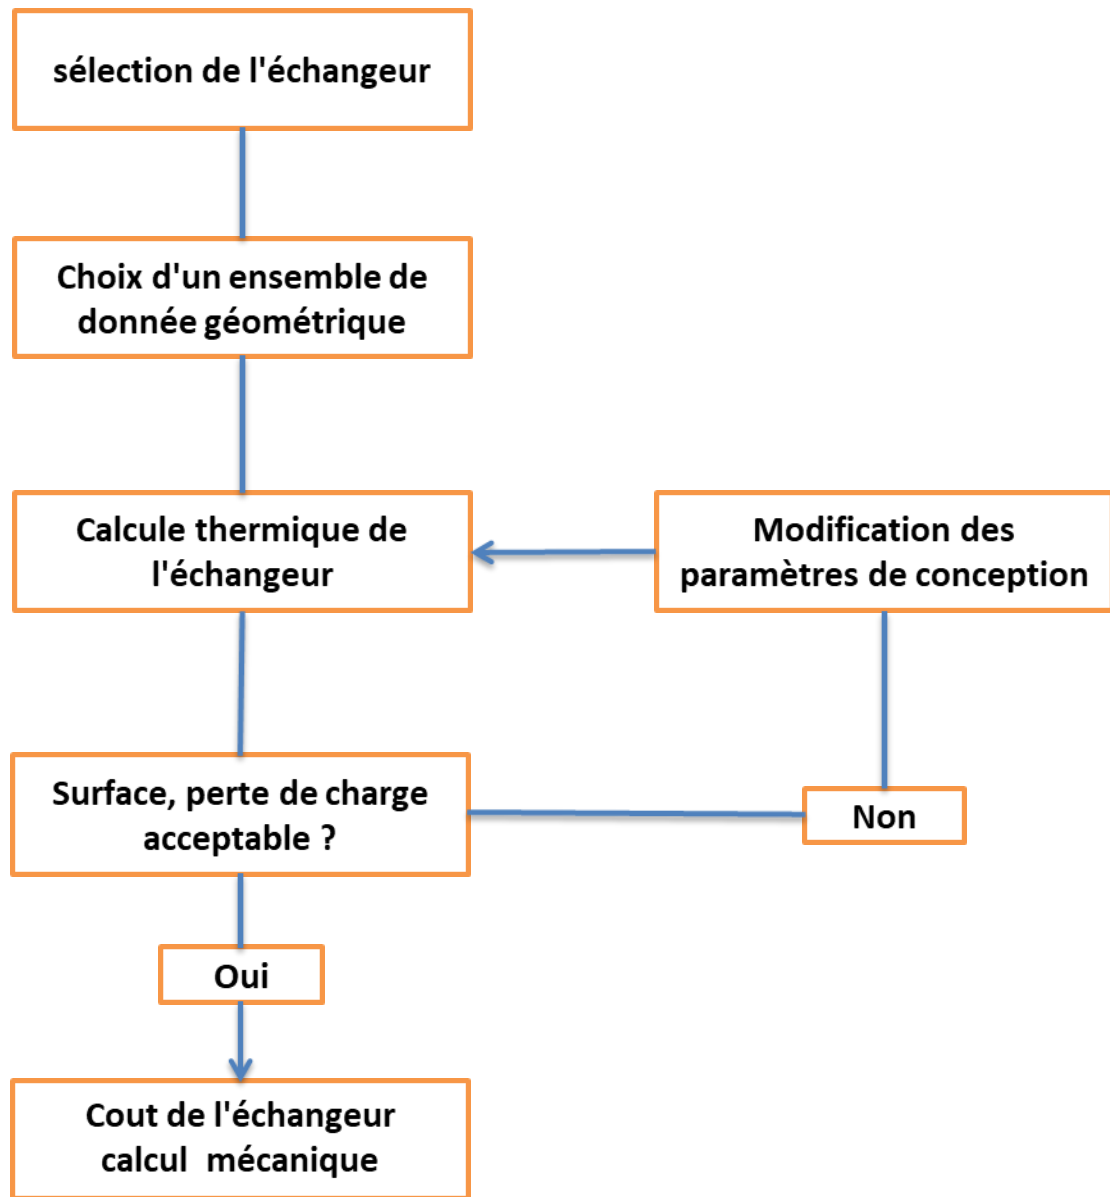 sélection de l'échangeur
Choix d'un ensemble de
donnée géométrique
Calcule thermique de
l'échangeur
Modification des
paramètres de conception
Surface, perte de charge
acceptable ?
Non
Oui
Cout de l'échangeur
calcul mécanique